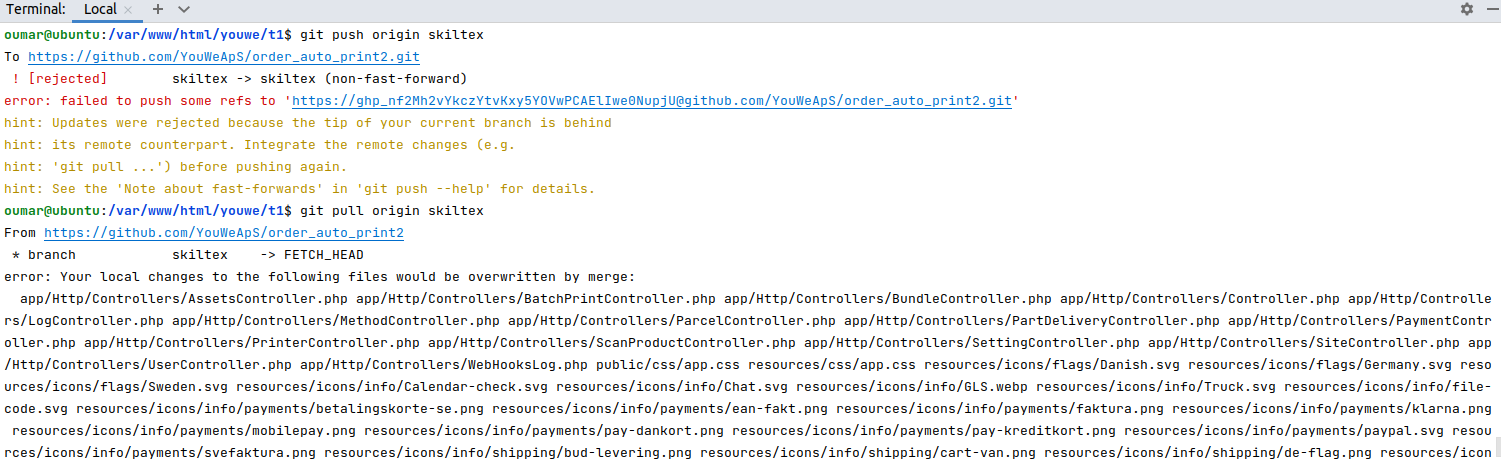 Terminal: Local × +
oumar@ubuntu:/var/www/html/youwe/t1$ git push origin skiltex
To https://github.com/YouWeApS/order_auto_print2.git
! [rejected] skiltex -> skiltex (non-fast-forward)
error: failed to push some refs to 'https://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@github.com/YouWeApS/order_auto_print2.git'
hint: Updates were rejected because the tip of your current branch is behind
hint: its remote counterpart. Integrate the remote changes (e.g.
hint: 'git pull ...') before pushing again.
hint: See the 'Note about fast-forwards' in 'git push --help' for details.
oumar@ubuntu:/var/www/html/youwe/t1$ git pull origin skiltex
From https://github.com/YouWeApS/order_auto_print2
* branch skiltex -> FETCH_HEAD
error: Your local changes to the following files would be overwritten by merge:
app/Http/Controllers/AssetsController.php app/Http/Controllers/BatchPrintController.php app/Http/Controllers/BundleController.php app/Http/Controllers/Controller.php app/Http/Controlle
rs/LogController.php app/Http/Controllers/MethodController.php app/Http/Controllers/ParcelController.php app/Http/Controllers/PartDeliveryController.php app/Http/Controllers/PaymentContr
oller.php app/Http/Controllers/PrinterController.php app/Http/Controllers/ScanProductController.php app/Http/Controllers/SettingController.php app/Http/Controllers/SiteController.php app
/Http/Controllers/UserController.php app/Http/Controllers/WebHooksLog.php public/css/app.css resources/css/app.css resources/icons/flags/Danish.svg resources/icons/flags/Germany.svg reso
urces/icons/flags/Sweden.svg resources/icons/info/Calendar-check.svg resources/icons/info/Chat.svg resources/icons/info/GLS.webp resources/icons/info/Truck.svg resources/icons/info/file-
code.svg resources/icons/info/payments/betalingskorte-se.png resources/icons/info/payments/ean-fakt.png resources/icons/info/payments/faktura.png resources/icons/info/payments/klarna.png
resources/icons/info/payments/mobilepay.png resources/icons/info/payments/pay-dankort.png resources/icons/info/payments/pay-kreditkort.png resources/icons/info/payments/paypal.svg resou
rces/icons/info/payments/svefaktura.png resources/icons/info/shipping/bud-levering.png resources/icons/info/shipping/cart-van.png resources/icons/info/shipping/de-flag.png resources/icon